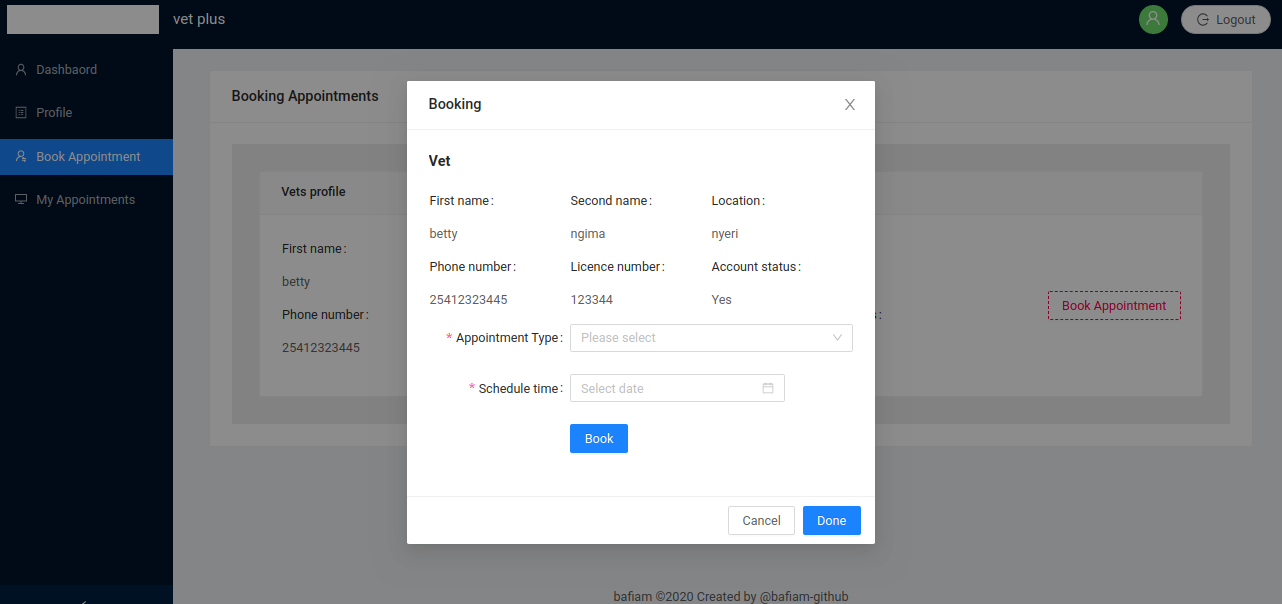 vet plus
Logout
Dashbaord
Profile
Book Appointment
My Appointments
Booking Appointments
Vets profile
First name:
betty
Phone number:
25412323445
:
Book Appointment
Booking
Vet
First name: Second name: Location:
betty ngima nyeri
Phone number: Licence number: Account status:
25412323445 123344 Yes
* Appointment Type: Please select
* Schedule time: Select date
Book
Cancel Done
bafiam ©2020 Created by @bafiam-github